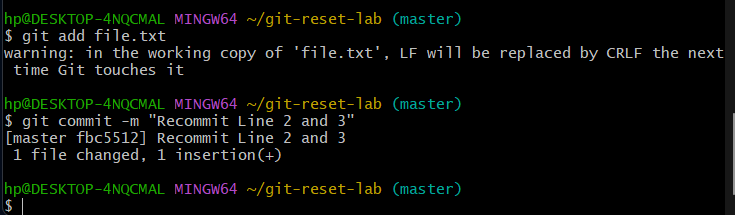 hp@DESKTOP-4NQCMAL MINGW64 ~/git-reset-lab (master)
$ git add file.txt
warning: in the working copy of 'file.txt', LF will be replaced by CRLF the next
 time Git touches it
hp@DESKTOP-4NQCMAL MINGW64 ~/git-reset-lab (master)
$ git commit -m "Recommit Line 2 and 3"
[master fbc5512] Recommit Line 2 and 3
 1 file changed, 1 insertion(+)
hp@DESKTOP-4NQCMAL MINGW64 ~/git-reset-lab (master)
$